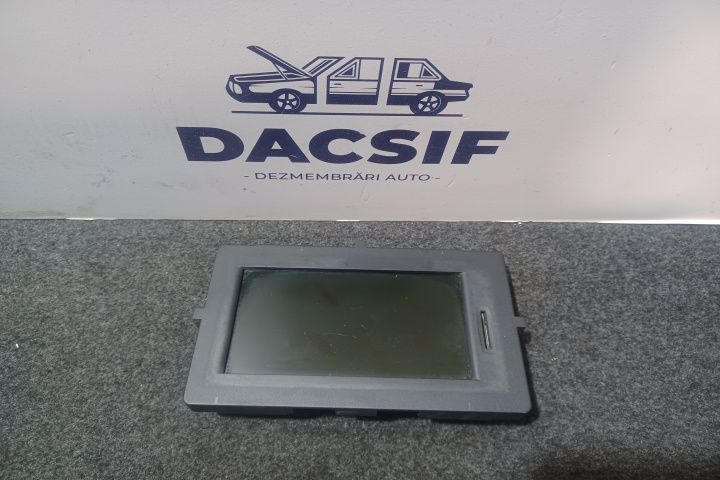 DACSIF
- DEZMEMBRĂRI AUTO -